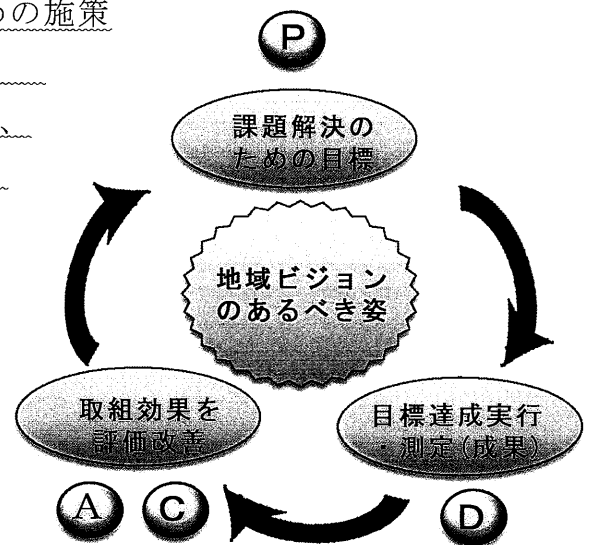 の施策
、
P
課題解決の
ための目標
地域ビジョン
のあるべき姿
取組効果を
評価改善
目標達成実行
・測定(成果)
A C
D